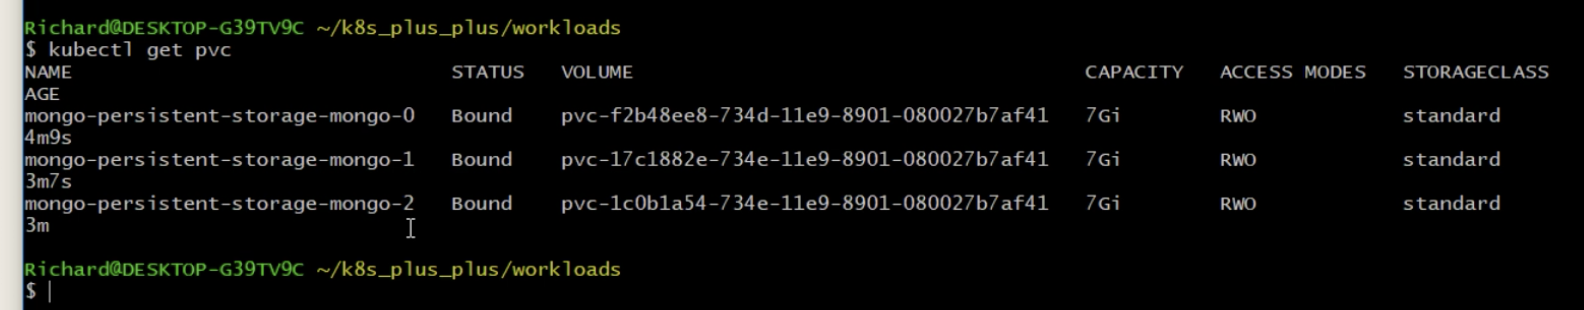 Richard@DESKTOP-G39TV9C ~/k8s_plus_plus/workloads
$ kubectl get pvc
NAME STATUS VOLUME CAPACITY ACCESS MODES STORAGECLASS
AGE
mongo-persistent-storage-mongo-0 Bound pvc-f2b48ee8-734d-11e9-8901-080027b7af41 7Gi RWO standard
4m9s
mongo-persistent-storage-mongo-1 Bound pvc-17c1882e-734e-11e9-8901-080027b7af41 7Gi RWO standard
3m7s
mongo-persistent-storage-mongo-2 Bound pvc-1c0b1a54-734e-11e9-8901-080027b7af41 7Gi RWO standard
3m
Richard@DESKTOP-G39TV9C ~/k8s_plus_plus/workloads
$